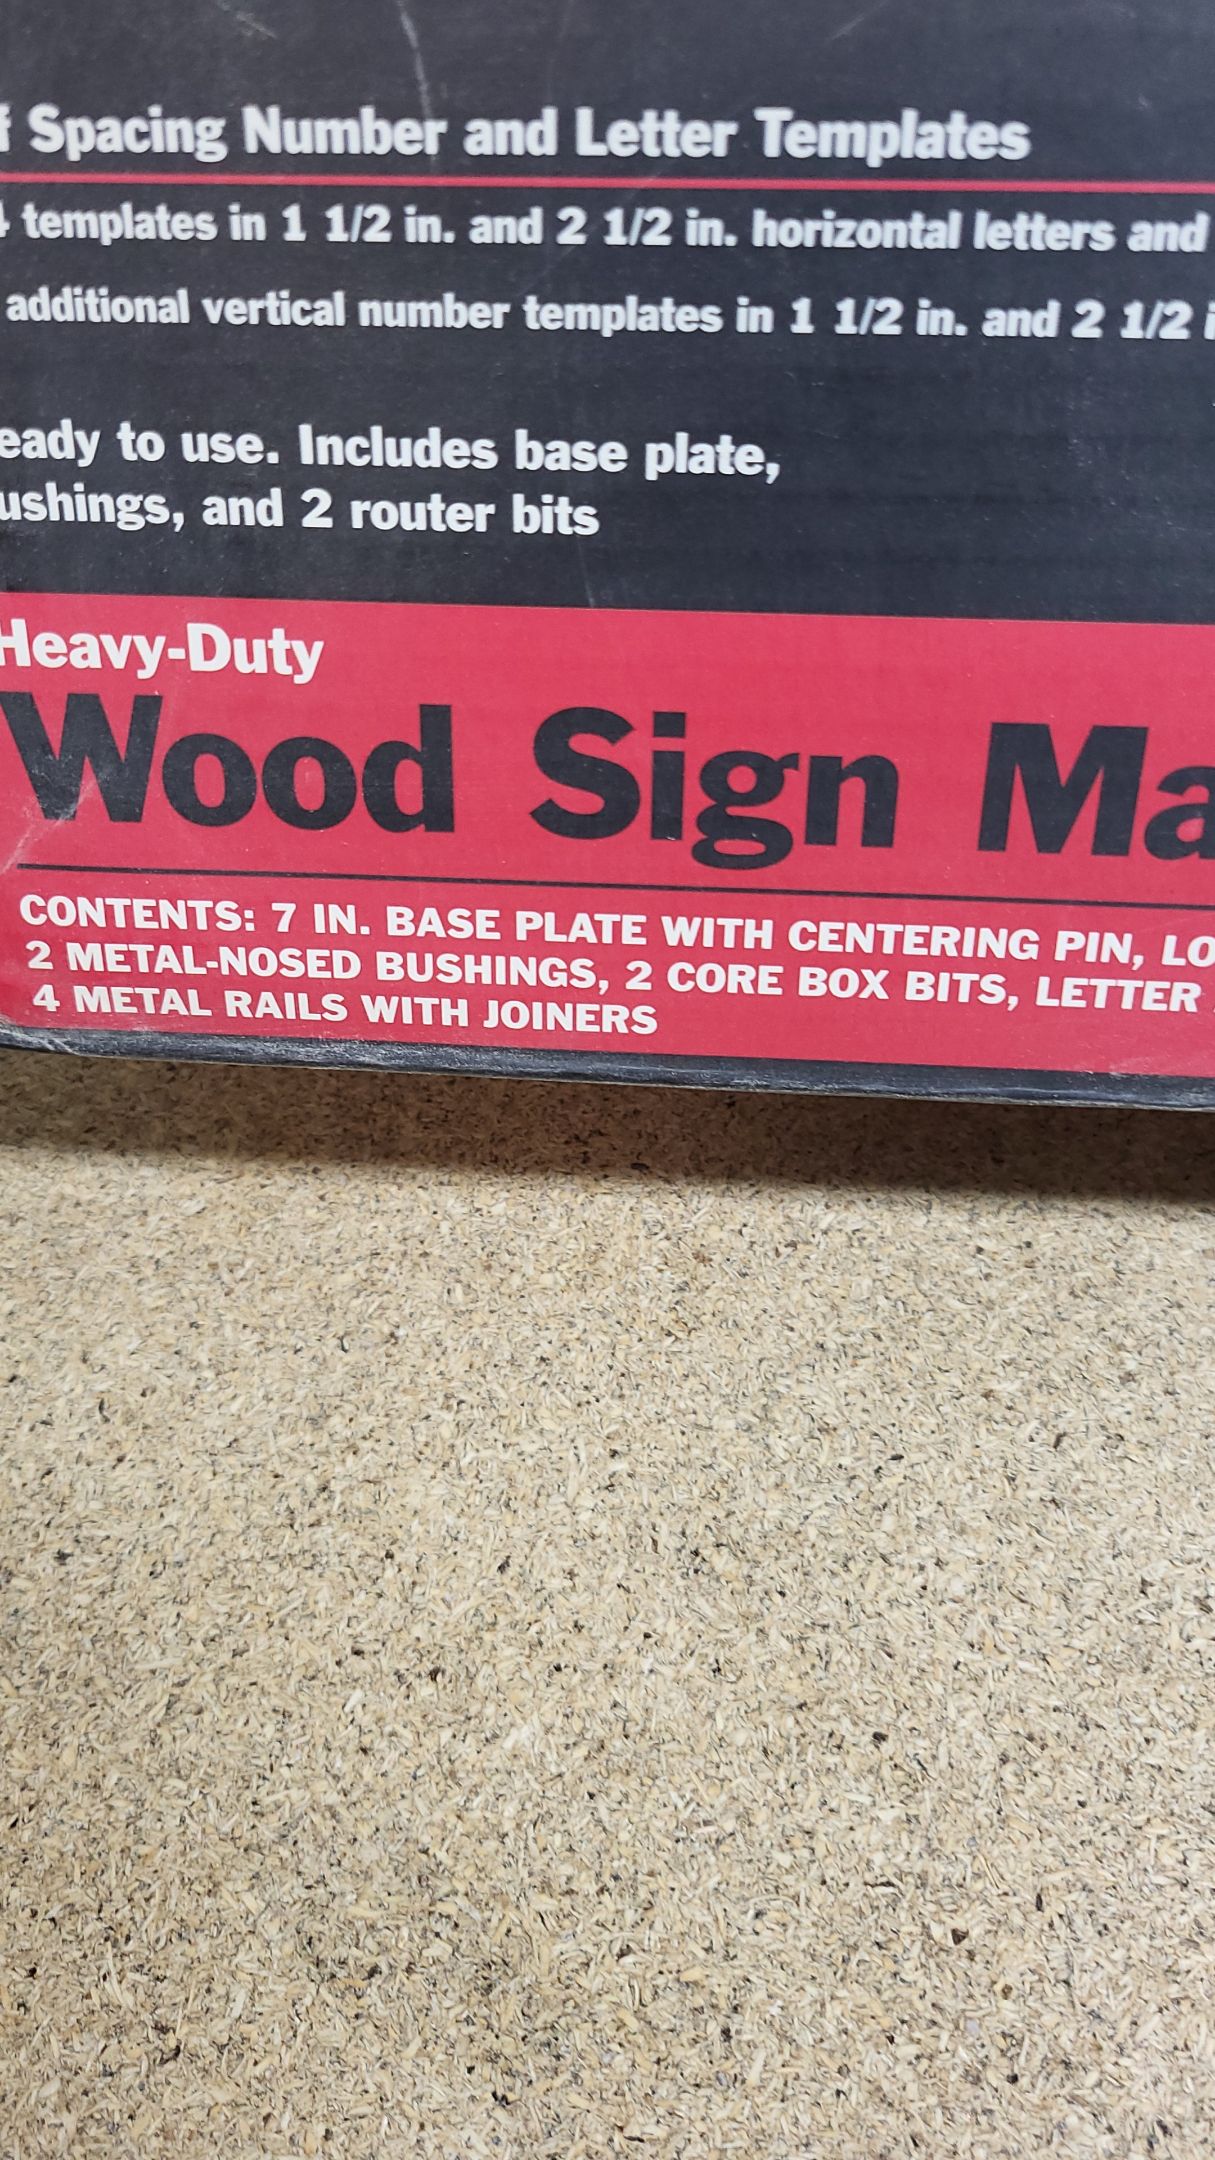 Spacing Number and Letter Templates
templates in 1 1/2 in. and 2 1/2 in. horizontal letters and
additional vertical number templates in 1 1/2 in. and 2 1/2
to use. Includes base plate,
and 2 router bits
Heavy-Duty
Wood Sign
CONTENTS: 7 IN. BASE PLATE WITH CENTERING PIN,
2 METAL-NOSED BUSHINGS, 2 CORE BOX BITS, LETTER
4 METAL RAILS WITH JOINERS